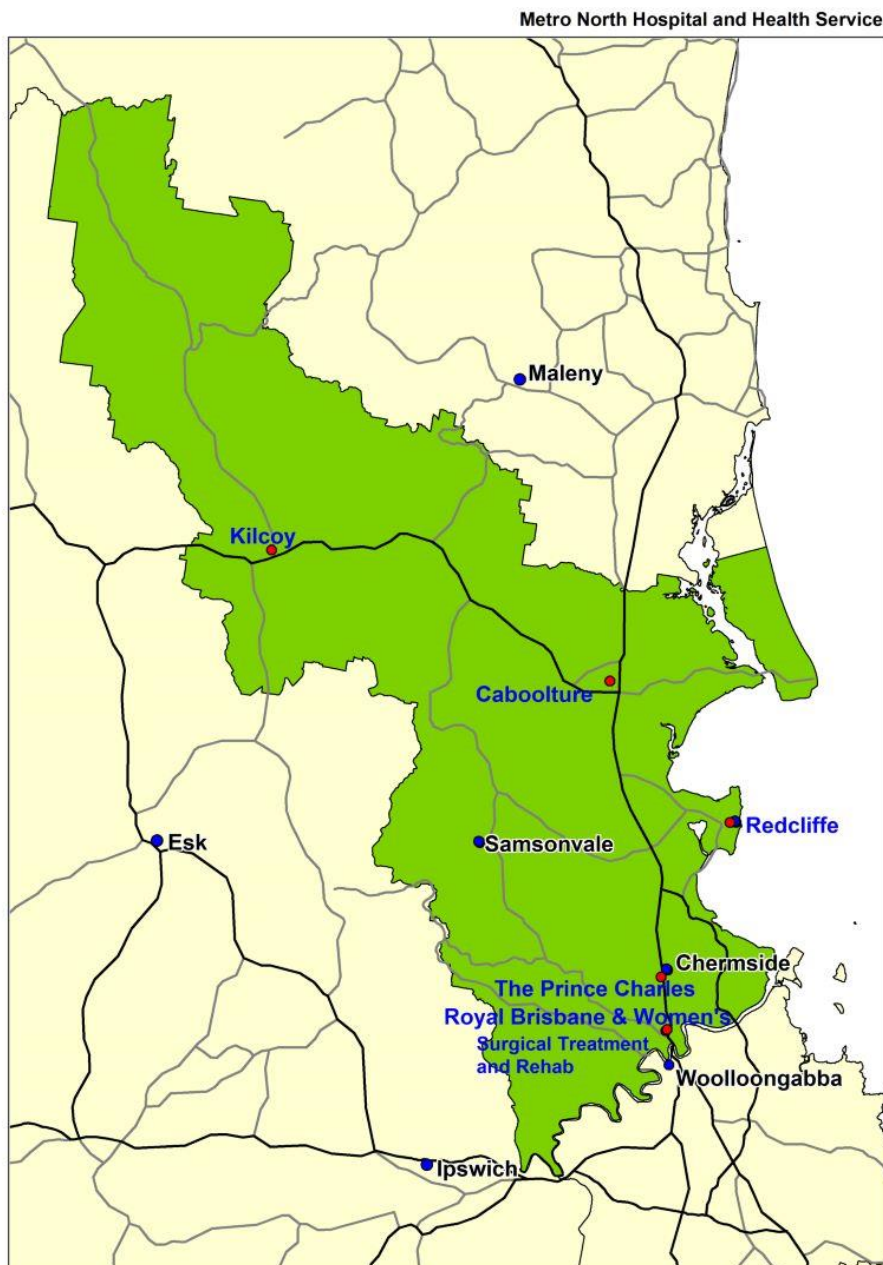 Metro North Hospital and Health Service
Maleny
Kilcoy
Caboolture
Redcliffe
Esk
Samsonvale
Chermside
The Prince Charles
Royal Brisbane & Women's
Surgical Treatment
and Rehab
Woolloongabba
Ipswich